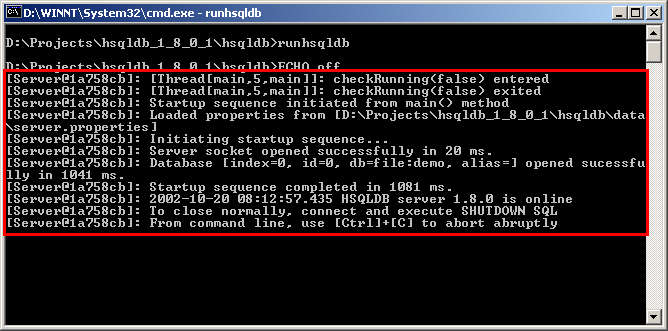 D:\WINNT\System32\cmd.exe - runhsqldb
D:\Projects\hsqldb_1_8_0_1\hsqldb>runhsqldb
D:\Projects\hsqldb_1_8_0_1\hsqldb>ECHO off
[Server@1a758cb]: [Thread[main,5,main]]: checkRunning(false) entered
[Server@1a758cb]: [Thread[main,5,main]]: checkRunning(false) exited
[Server@1a758cb]: Startup sequence initiated from main() method
[Server@1a758cb]: Loaded properties from [D:\Projects\hsqldb_1_8_0_1\hsqldb\data
\server.properties]
[Server@1a758cb]: Initiating startup sequence...
[Server@1a758cb]: Server socket opened successfully in 20 ms.
[Server@1a758cb]: Database [index=0, id=0, db=file:demo, alias=] opened sucessfu
lly in 1041 ms.
[Server@1a758cb]: Startup sequence completed in 1081 ms.
[Server@1a758cb]: 2002-10-20 08:12:57.435 HSQLDB server 1.8.0 is online
[Server@1a758cb]: To close normally, connect and execute SHUTDOWN SQL
[Server@1a758cb]: From command line, use [Ctrl]+[C] to abort abruptly